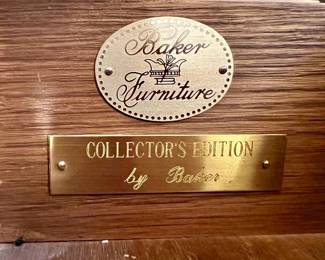 Baker
Furniture
COLLECTOR'S EDITION
by Baker